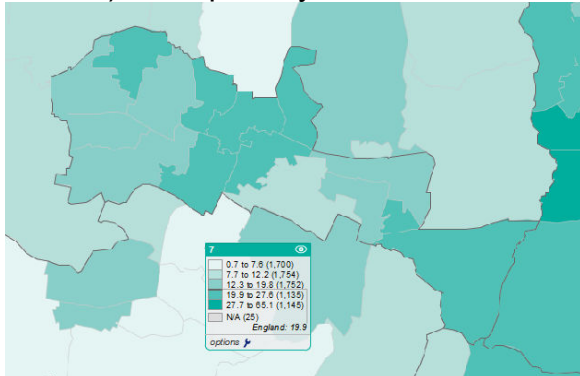 7
0.7 to 7.6 (1,700)
7.7 to 12.2 (1,754)
12.3 to 19.8 (1,752)
19.9 to 27.6 (1,135)
27.7 to 65.1 (1,145)
N/A (25)
England: 19.9
options